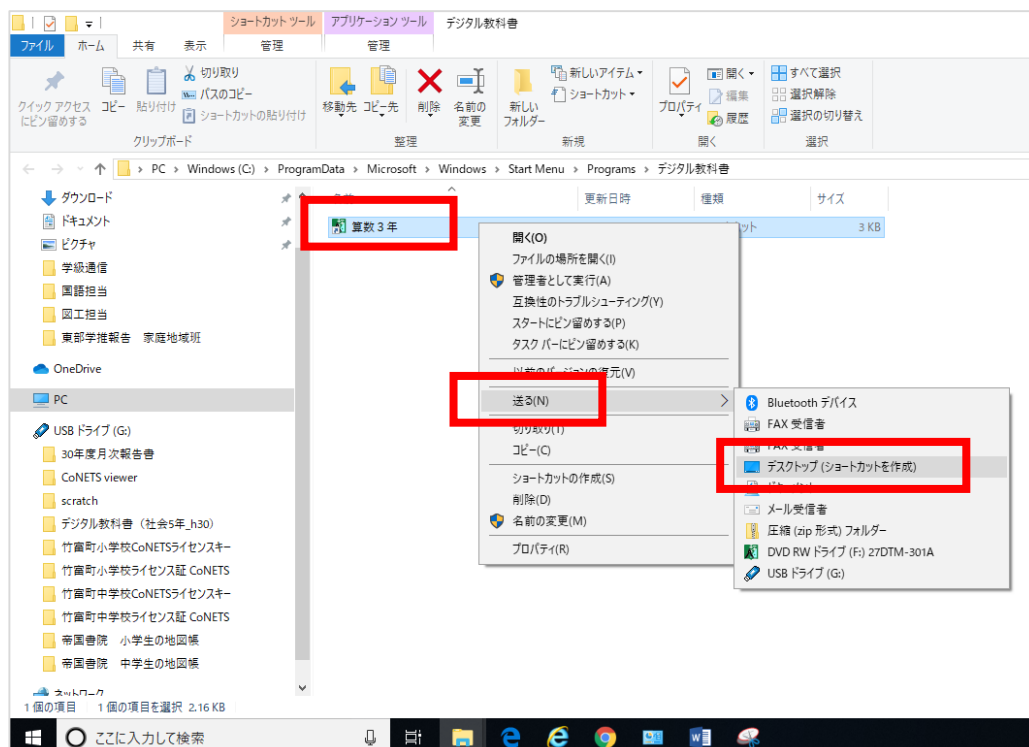 ショートカット ツール アプリケーション ツール デジタル教科書
ファイル ホーム 共有 表示 管理 管理
クイック アクセス
にピン留めする
コピー
貼り付け
切り取り
パスのコピー
ショートカットの貼り付け
クリップボード
移動先
コピー先
削除
名前の
変更
整理
新しい
フォルダー
新しいアイテム
ショートカット
新規
プロパティ
開く
編集
履歴
開く
すべて選択
選択解除
選択の切り替え
選択
PC › Windows (C:) › ProgramData › Microsoft › Windows › Start Menu › Programs › デジタル教科書
更新日時 種類 サイズ
算数3年 3 KB
ダウンロード
ドキュメント
ピクチャ
学級通信
国語担当
図工担当
東部学推報告 家庭地域班
OneDrive
PC
USB ドライブ (G:)
30年度月次報告書
CoNETS viewer
scratch
デジタル教科書(社会5年_h30)
竹富町小学校CoNETSライセンスキー
竹富町小学校ライセンス証 CoNETS
竹富町中学校CoNETSライセンスキー
竹富町中学校ライセンス証 CoNETS
帝国書院 小学生の地図帳
帝国書院 中学生の地図帳
ネットワーク
開く(O)
ファイルの場所を開く(I)
管理者として実行(A)
互換性のトラブルシューティング(Y)
スタートにピン留めする(P)
タスク バーにピン留めする(K)
以前のバージョンの復元(V)
送る(N)
切り取り(T)
コピー(C)
ショートカットの作成(S)
削除(D)
名前の変更(M)
プロパティ(R)
Bluetooth デバイス
FAX 受信者
FAX 受信者
デスクトップ (ショートカットを作成)
メール受信者
圧縮 (zip 形式) フォルダー
DVD RW ドライブ (F:) 27DTM-301A
USB ドライブ (G:)
1 個の項目 1 個の項目を選択 2.16 KB
ここに入力して検索